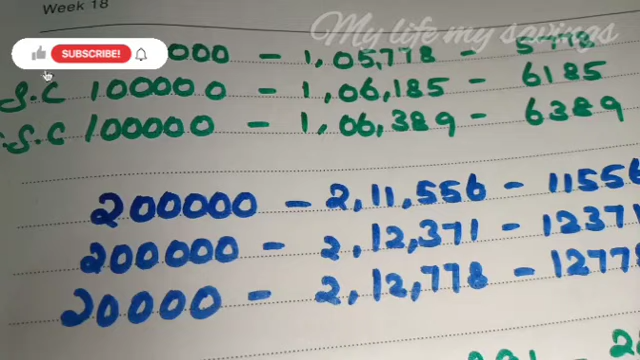 Week 18
My life my savings
SUBSCRIBE!
000 - 1,05,778 - 5778
S.C 100000 - 1,06,185 - 6185
S.S.C 100000 - 1,06,389 - 6389
200000 - 2,11,556 - 11556
200000 - 2,12,371 - 12371
20000 - 2,12,778 - 12778